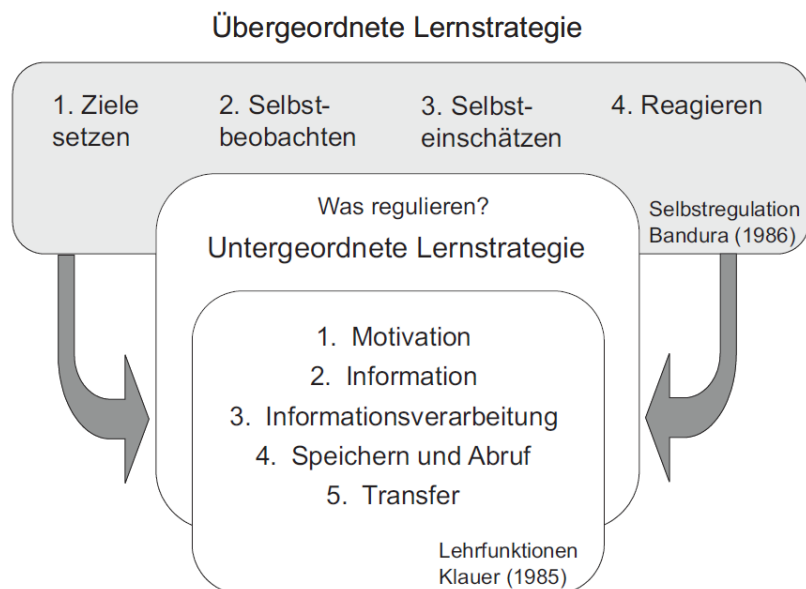 Übergeordnete Lernstrategie
1. Ziele
setzen
2. Selbst-
beobachten
3. Selbst-
einschätzen
4. Reagieren
Selbstregulation
Bandura (1986)
Was regulieren?
Untergeordnete Lernstrategie
1. Motivation
2. Information
3. Informationsverarbeitung
4. Speichern und Abruf
5. Transfer
Lehrfunktionen
Klauer (1985)